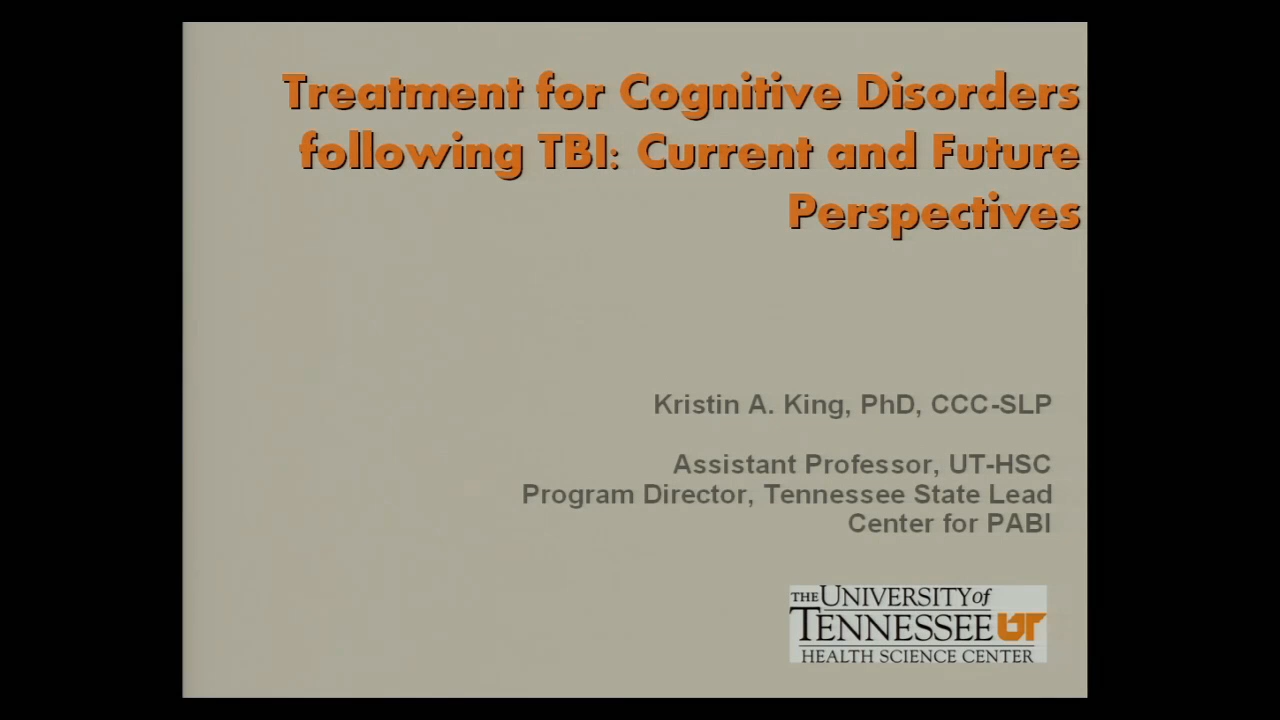 Treatment for Cognitive Disorders
following TBI: Current and Future
Perspectives
Kristin A. King, PhD, CCC-SLP
Assistant Professor, UT-HSC
Program Director, Tennessee State Lead
Center for PABI
THE UNIVERSITY of
TENNESSEE UT
HEALTH SCIENCE CENTER